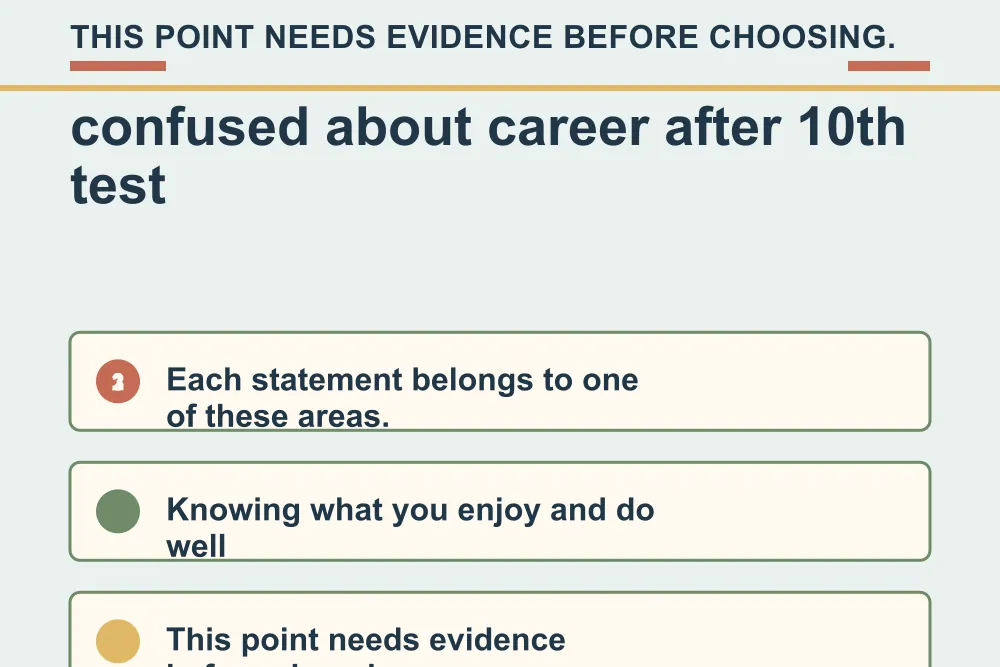 THIS POINT NEEDS EVIDENCE BEFORE CHOOSING.
confused about career after 10th
test
Each statement belongs to one
of these areas.
Knowing what you enjoy and do
well
This point needs evidence